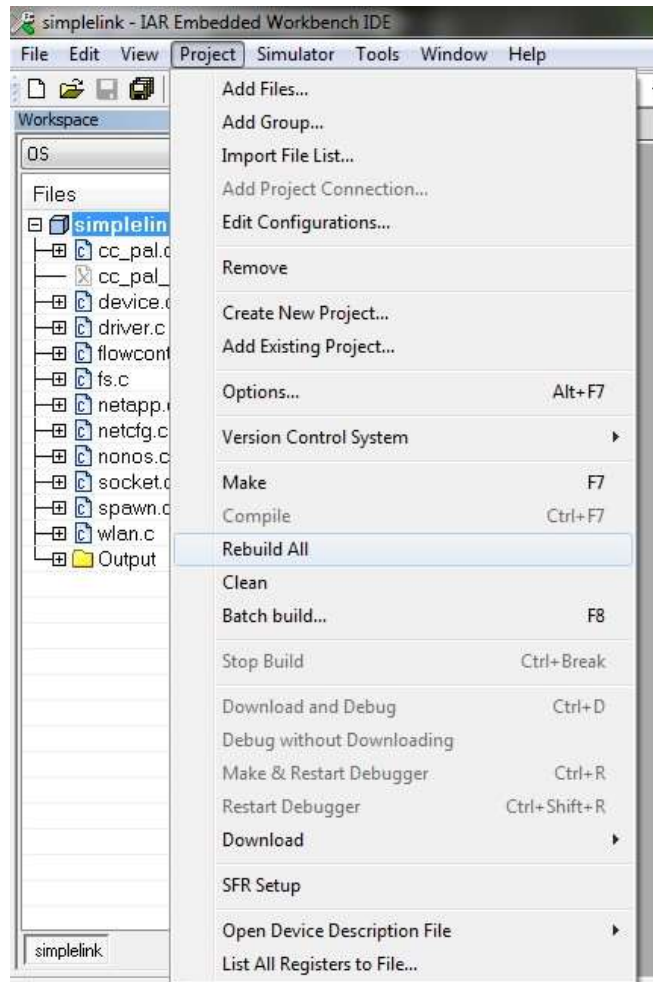 simplelink - IAR Embedded Workbench IDE
File Edit View Project Simulator Tools Window Help
Workspace
OS
Files
simplelin
cc_pal.c
cc_pal_
device.c
driver.c
flowcont
fs.c
netapp.
netcfg.c
nonos.c
socket.c
spawn.c
wlan.c
Output
simplelink
Add Files...
Add Group...
Import File List...
Add Project Connection...
Edit Configurations...
Remove
Create New Project...
Add Existing Project...
Options... Alt+F7
Version Control System
Make F7
Compile Ctrl+F7
Rebuild All
Clean
Batch build... F8
Stop Build Ctrl+Break
Download and Debug Ctrl+D
Debug without Downloading
Make & Restart Debugger Ctrl+R
Restart Debugger Ctrl+Shift+R
Download
SFR Setup
Open Device Description File
List All Registers to File...